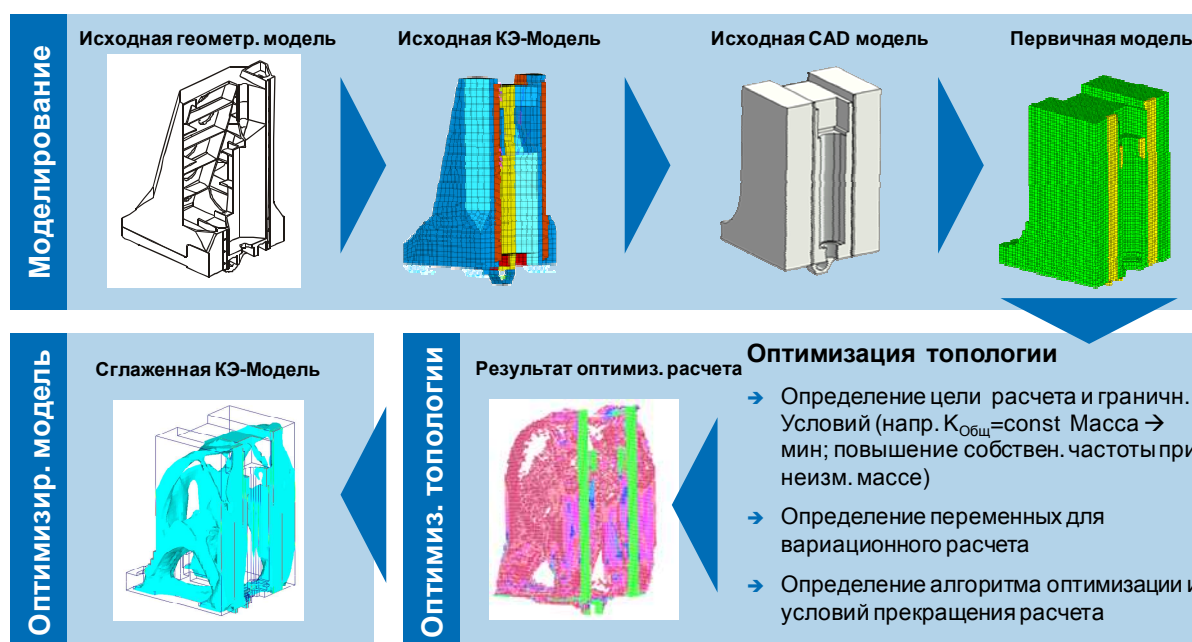 Моделирование
Исходная геометр. модель
Исходная КЭ-Модель
Исходная CAD модель
Первичная модель
Оптимизир. модель
Сглаженная КЭ-Модель
Оптимиз. топологии
Результат оптимиз. расчета
Оптимизация топологии
→ Определение цели расчета и граничн.
Условий (напр. KОбщ=const Масса →
мин; повышение собствен. частоты при
неизм. массе)
→ Определение переменных для
вариационного расчета
→ Определение алгоритма оптимизации и
условий прекращения расчета